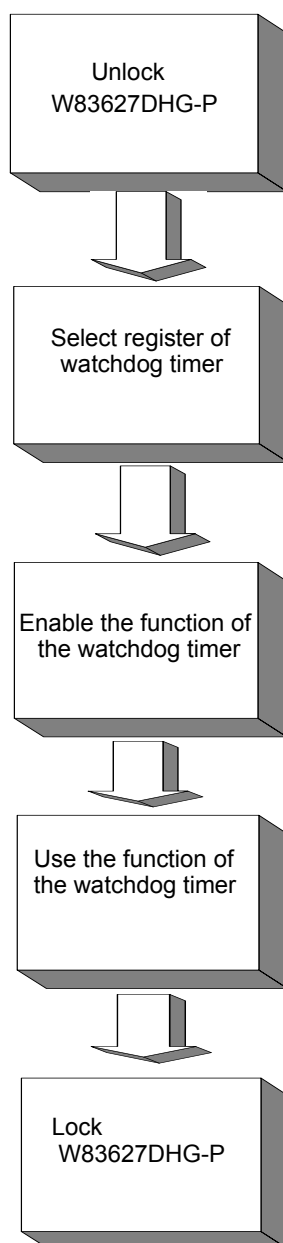 Unlock
W83627DHG-P
Select register of
watchdog timer
Enable the function of
the watchdog timer
Use the function of
the watchdog timer
Lock
W83627DHG-P